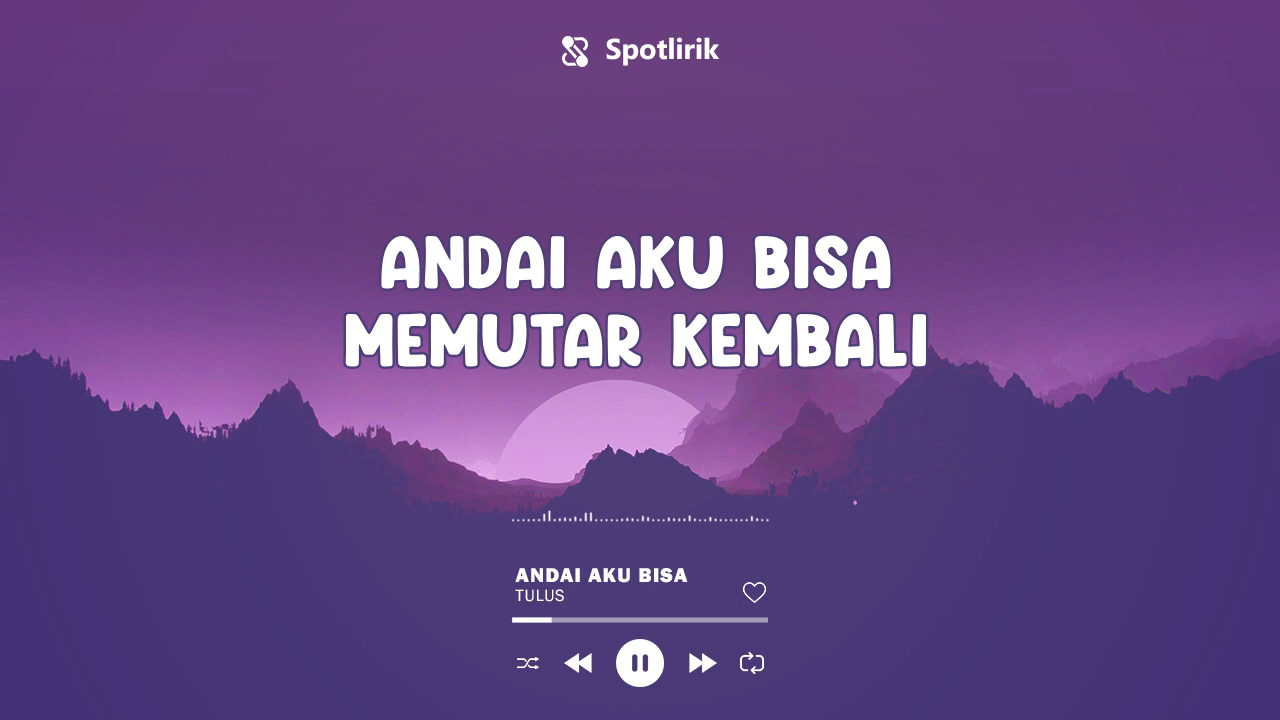 Spotlirik
ANDAI AKU BISA
MEMUTAR KEMBALI
ANDAI AKU BISA
TULUS